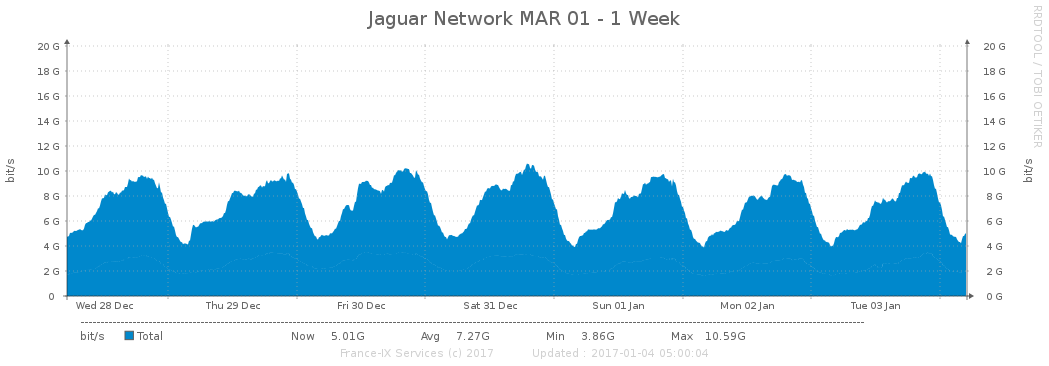 Jaguar Network MAR 01 - 1 Week
RRDTOOL / TOBI OETIKER
bit/s
20 G 20 G
18 G 18 G
16 G 16 G
14 G 14 G
12 G 12 G
10 G 10 G
8 G 8 G
6 G 6 G
4 G 4 G
2 G 2 G
0 0 G
bit/s
Wed 28 Dec Thu 29 Dec Fri 30 Dec Sat 31 Dec Sun 01 Jan Mon 02 Jan Tue 03 Jan
bit/s Total Now 5.01G Avg 7.27G Min 3.86G Max 10.59G
France-IX Services (c) 2017 Updated : 2017-01-04 05:00:04